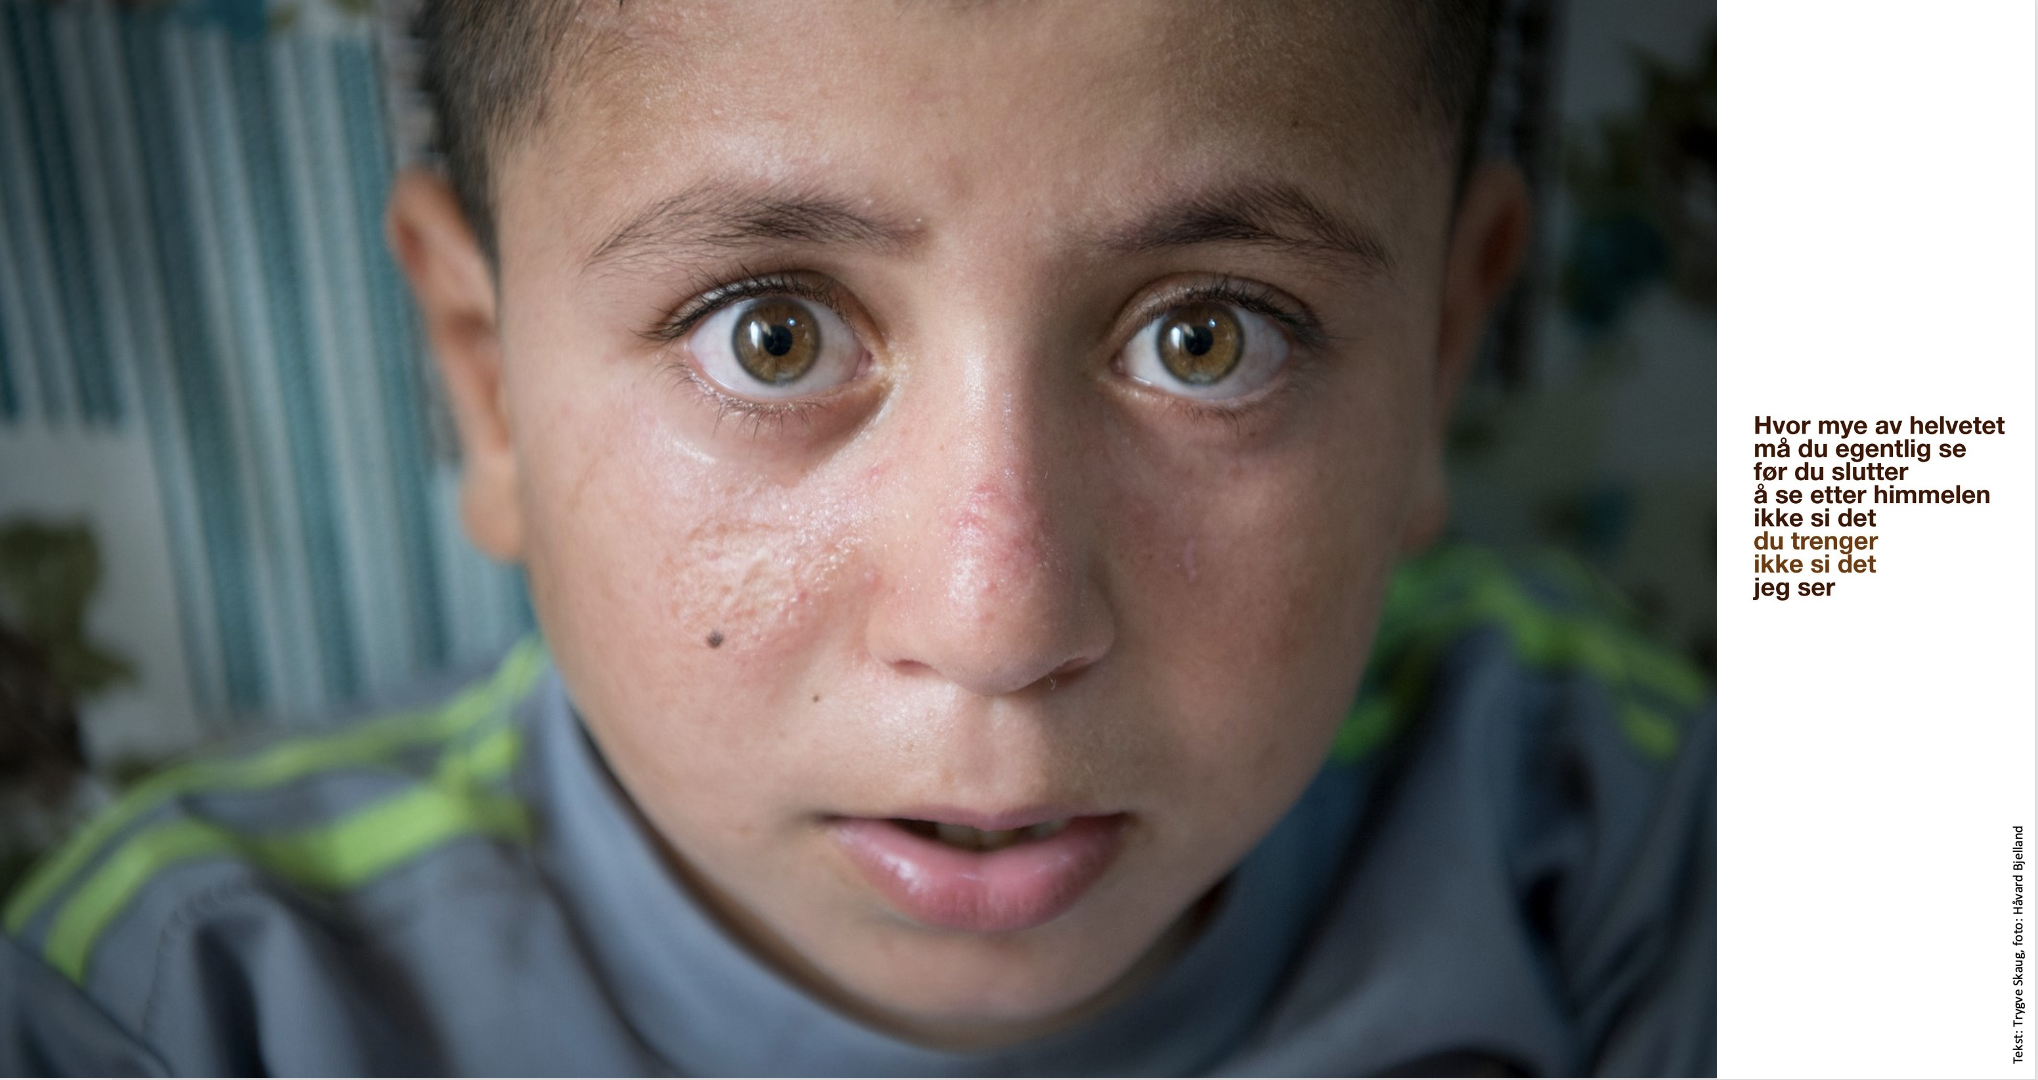 Hvor mye av helvetet
må du egentlig se
før du slutter
å se etter himmelen
ikke si det
du trenger
ikke si det
jeg ser
Tekst: Trygve Skaug, foto: Håvard Bjelland